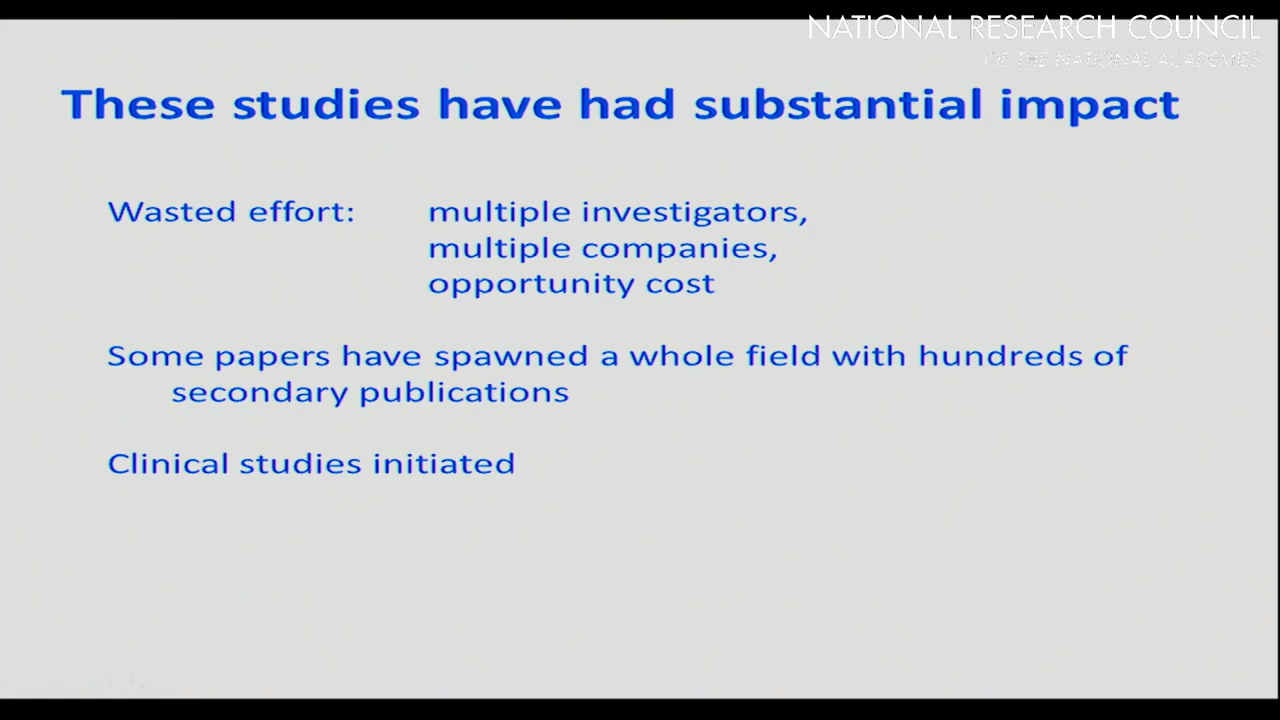 NATIONAL RESEARCH COUNCIL
OF THE NATIONAL ACADEMIES
These studies have had substantial impact
Wasted effort: multiple investigators,
multiple companies,
opportunity cost
Some papers have spawned a whole field with hundreds of
secondary publications
Clinical studies initiated